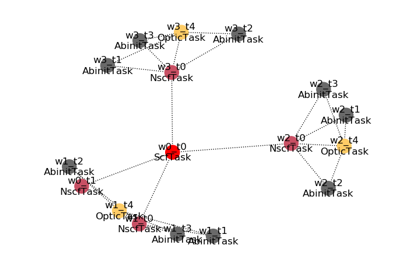 w3_t4
OpticTask
w3_t3
AbinitTask
w3_t2
AbinitTask
w3_t1
AbinitTask
w3_t0
NscfTask
w2_t3
AbinitTask
w2_t1
AbinitTask
w2_t0
NscfTask
w2_t4
OpticTask
w2_t2
AbinitTask
w0_t0
ScfTask
w1_t2
AbinitTask
w0_t1
NscfTask
w1_t4
OpticTask
w1_t0
NscfTask
w1_t3
AbinitTask
w1_t1
AbinitTask